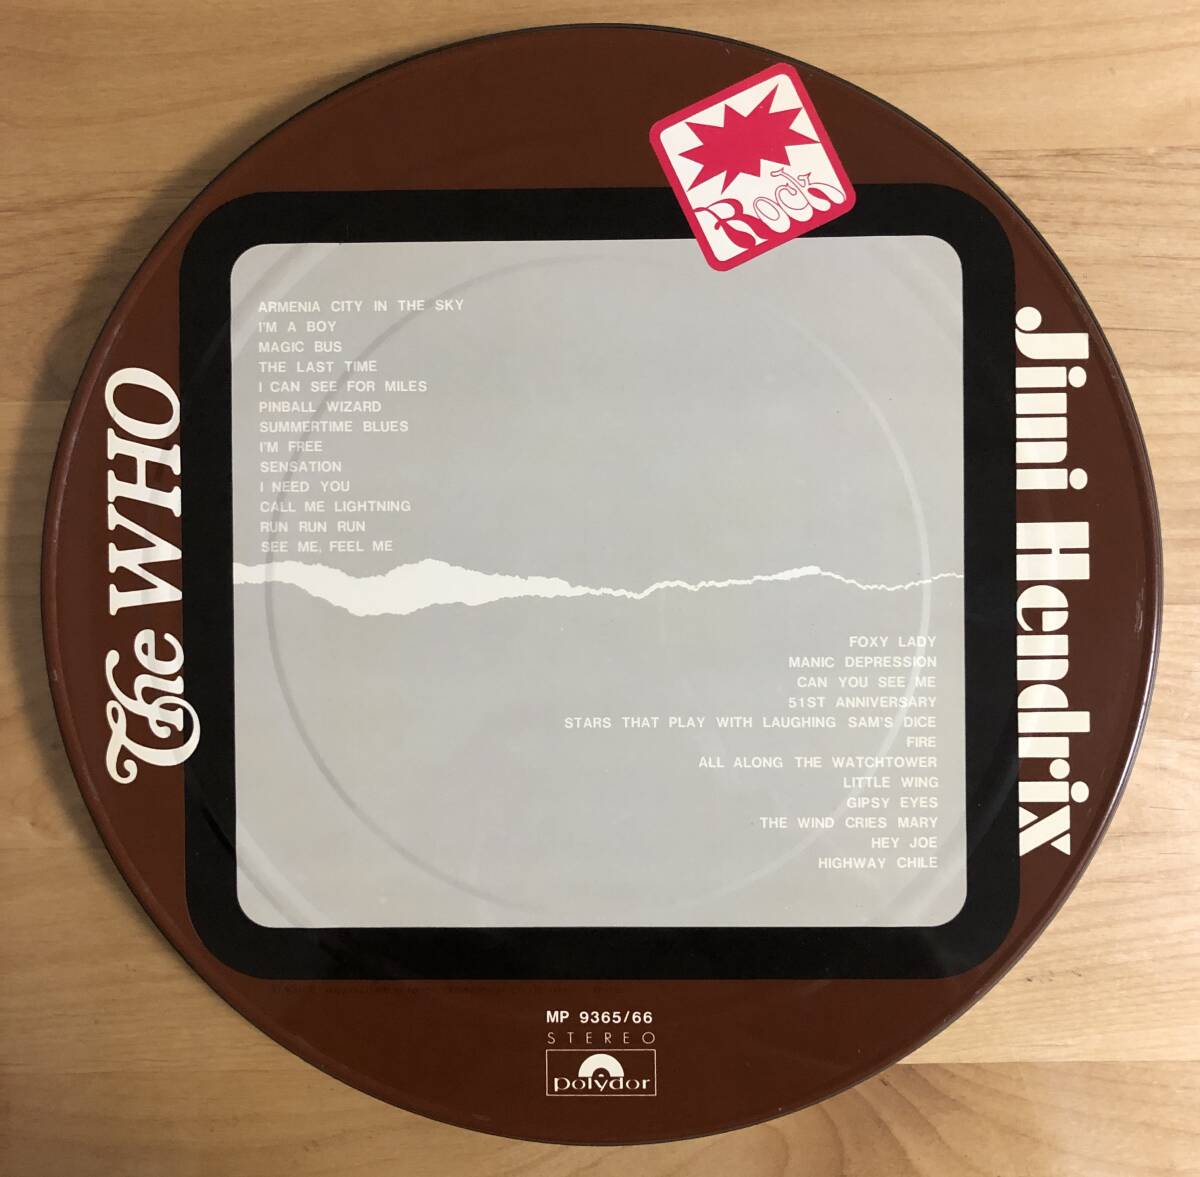 Rock
ARMENIA CITY IN THE SKY
I'M A BOY
MAGIC BUS
THE LAST TIME
I CAN SEE FOR MILES
PINBALL WIZARD
SUMMERTIME BLUES
I'M FREE
SENSATION
I NEED YOU
CALL ME LIGHTNING
RUN RUN RUN
SEE ME, FEEL ME
The WHO
Jimi Hendrix
FOXY LADY
MANIC DEPRESSION
CAN YOU SEE ME
51ST ANNIVERSARY
STARS THAT PLAY WITH LAUGHING SAM'S DICE
FIRE
ALL ALONG THE WATCHTOWER
LITTLE WING
GIPSY EYES
THE WIND CRIES MARY
HEY JOE
HIGHWAY CHILE
MP 9365/66
STEREO
polydor